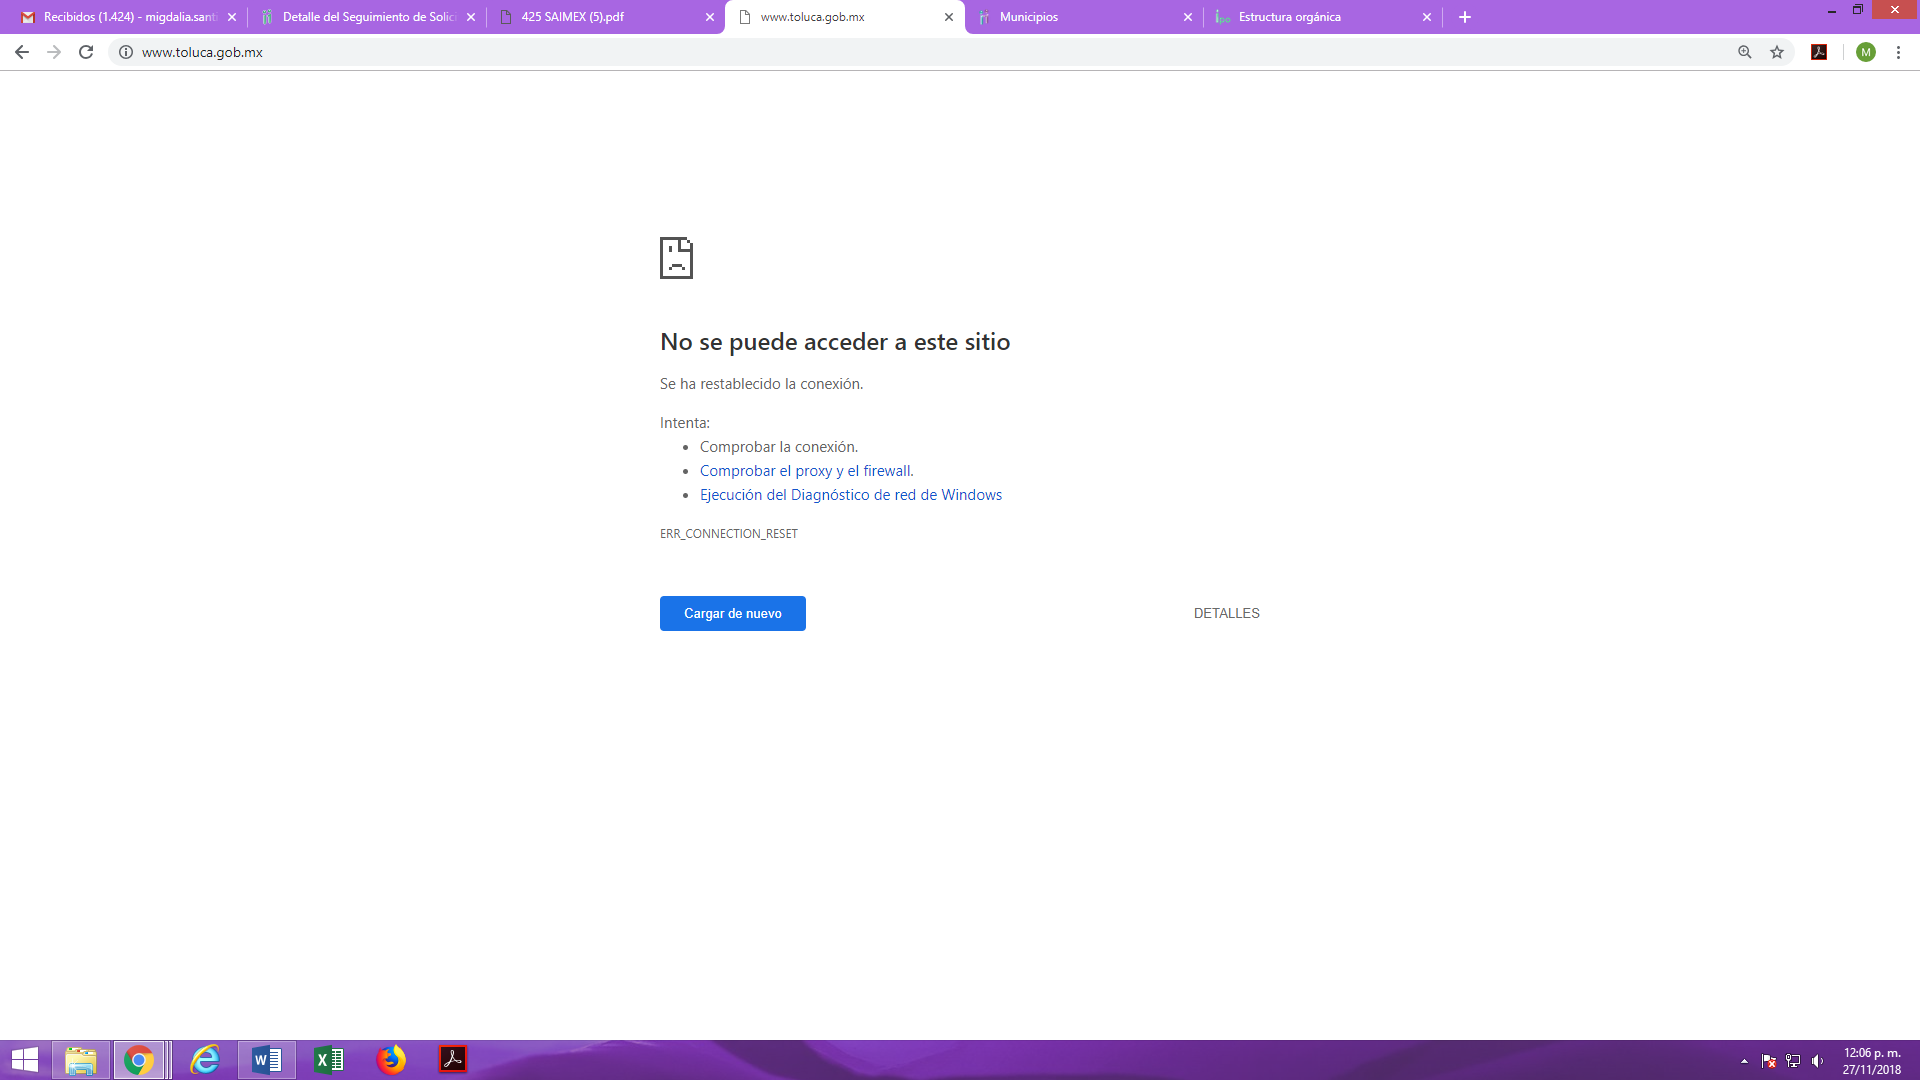 Recibidos (1.424) - migdalia.santi
Detalle del Seguimiento de Solici
425 SAIMEX (5).pdf
www.toluca.gob.mx
Municipios
Estructura orgánica
www.toluca.gob.mx
M
No se puede acceder a este sitio
Se ha restablecido la conexión.
Intenta:
Comprobar la conexión.
Comprobar el proxy y el firewall.
Ejecución del Diagnóstico de red de Windows
ERR_CONNECTION_RESET
Cargar de nuevo
DETALLES
12:06 p. m.
27/11/2018